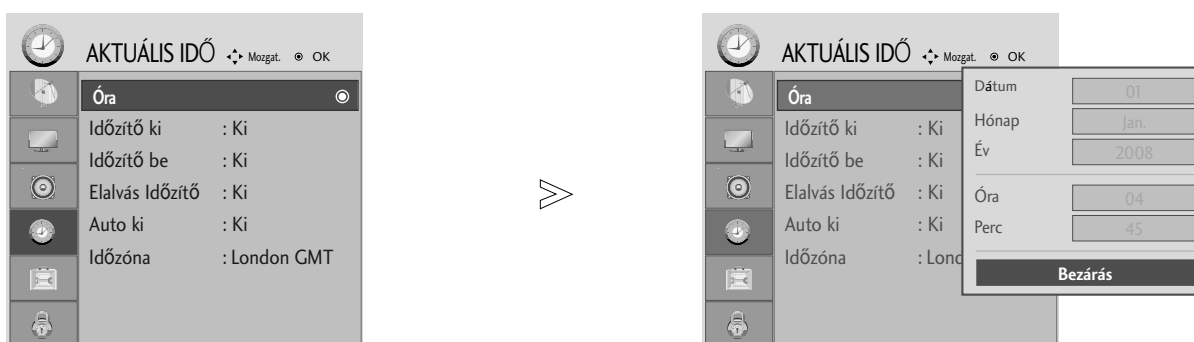 AKTUÁLIS IDŐ Mozgat. OK
Óra
Időzítő ki : Ki
Időzítő be : Ki
Elalvás Időzítő : Ki
Auto ki : Ki
Időzóna : London GMT
AKTUÁLIS IDŐ Mozgat. OK
Óra
Időzítő ki : Ki
Időzítő be : Ki
Elalvás Időzítő : Ki
Auto ki : Ki
Időzóna : Lond
Dátum 01
Hónap Jan.
Év 2008
Óra 04
Perc 45
Bezárás